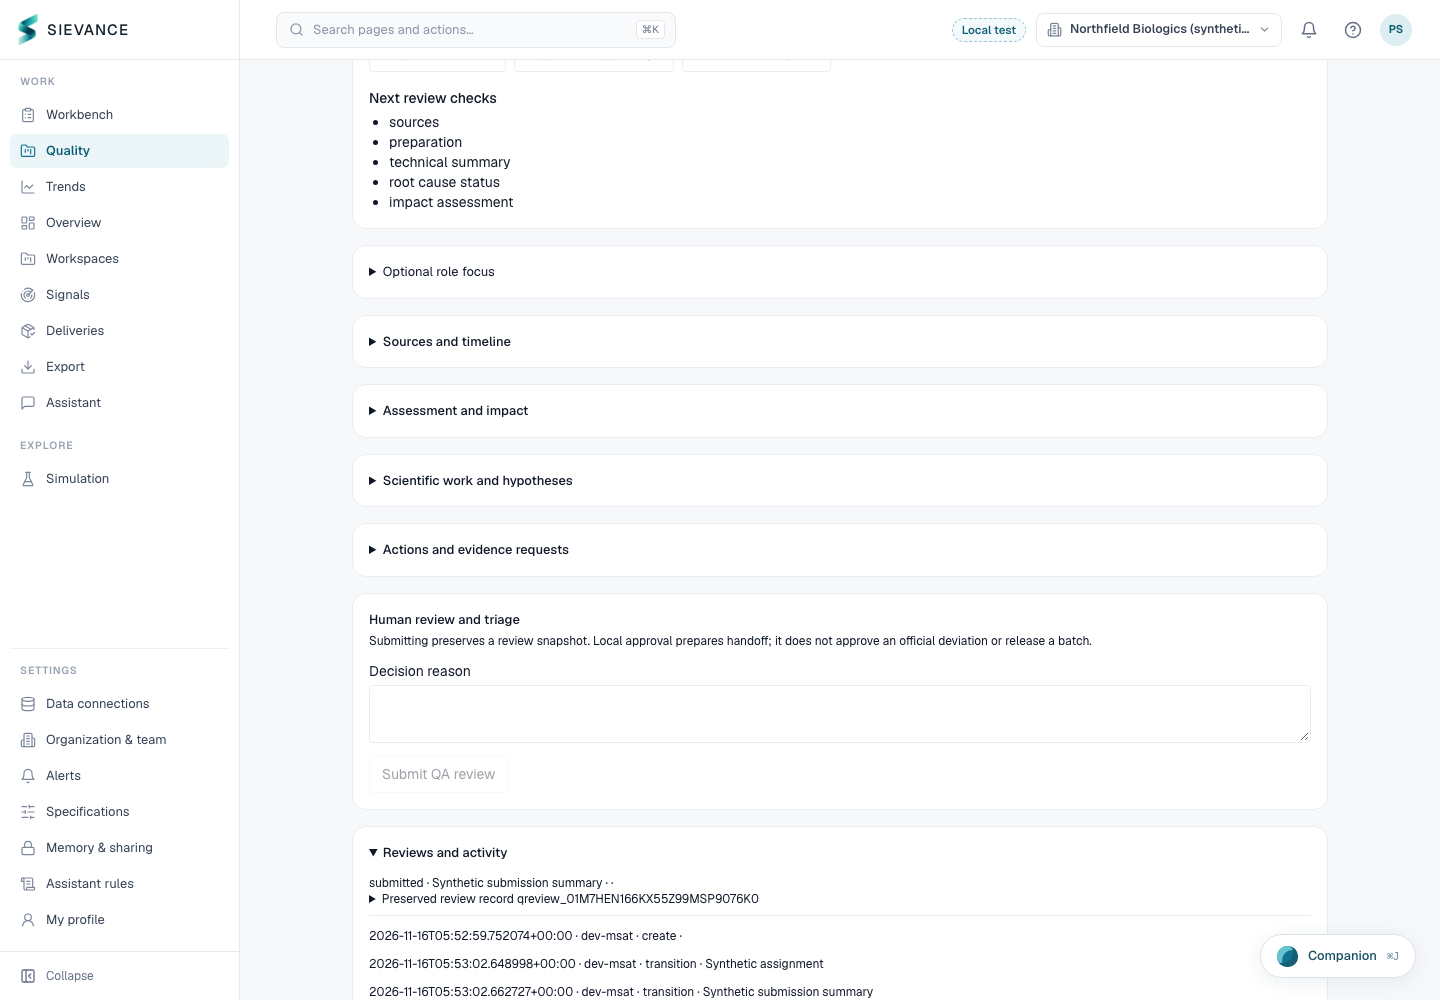 SIEVANCE
Search pages and actions...
⌘K
Local test
Northfield Biologics (syntheti...
PS
WORK
Workbench
Quality
Trends
Overview
Workspaces
Signals
Deliveries
Export
Assistant
EXPLORE
Simulation
SETTINGS
Data connections
Organization & team
Alerts
Specifications
Memory & sharing
Assistant rules
My profile
Collapse
Next review checks
sources
preparation
technical summary
root cause status
impact assessment
Optional role focus
Sources and timeline
Assessment and impact
Scientific work and hypotheses
Actions and evidence requests
Human review and triage
Submitting preserves a review snapshot. Local approval prepares handoff; it does not approve an official deviation or release a batch.
Decision reason
Submit QA review
Reviews and activity
submitted · Synthetic submission summary · ·
Preserved review record qreview_01M7HEN166KX55Z99MSP9076K0
2026-11-16T05:52:59.752074+00:00 · dev-msat · create ·
2026-11-16T05:53:02.648998+00:00 · dev-msat · transition · Synthetic assignment
2026-11-16T05:53:02.662727+00:00 · dev-msat · transition · Synthetic submission summary
Companion ⌘J